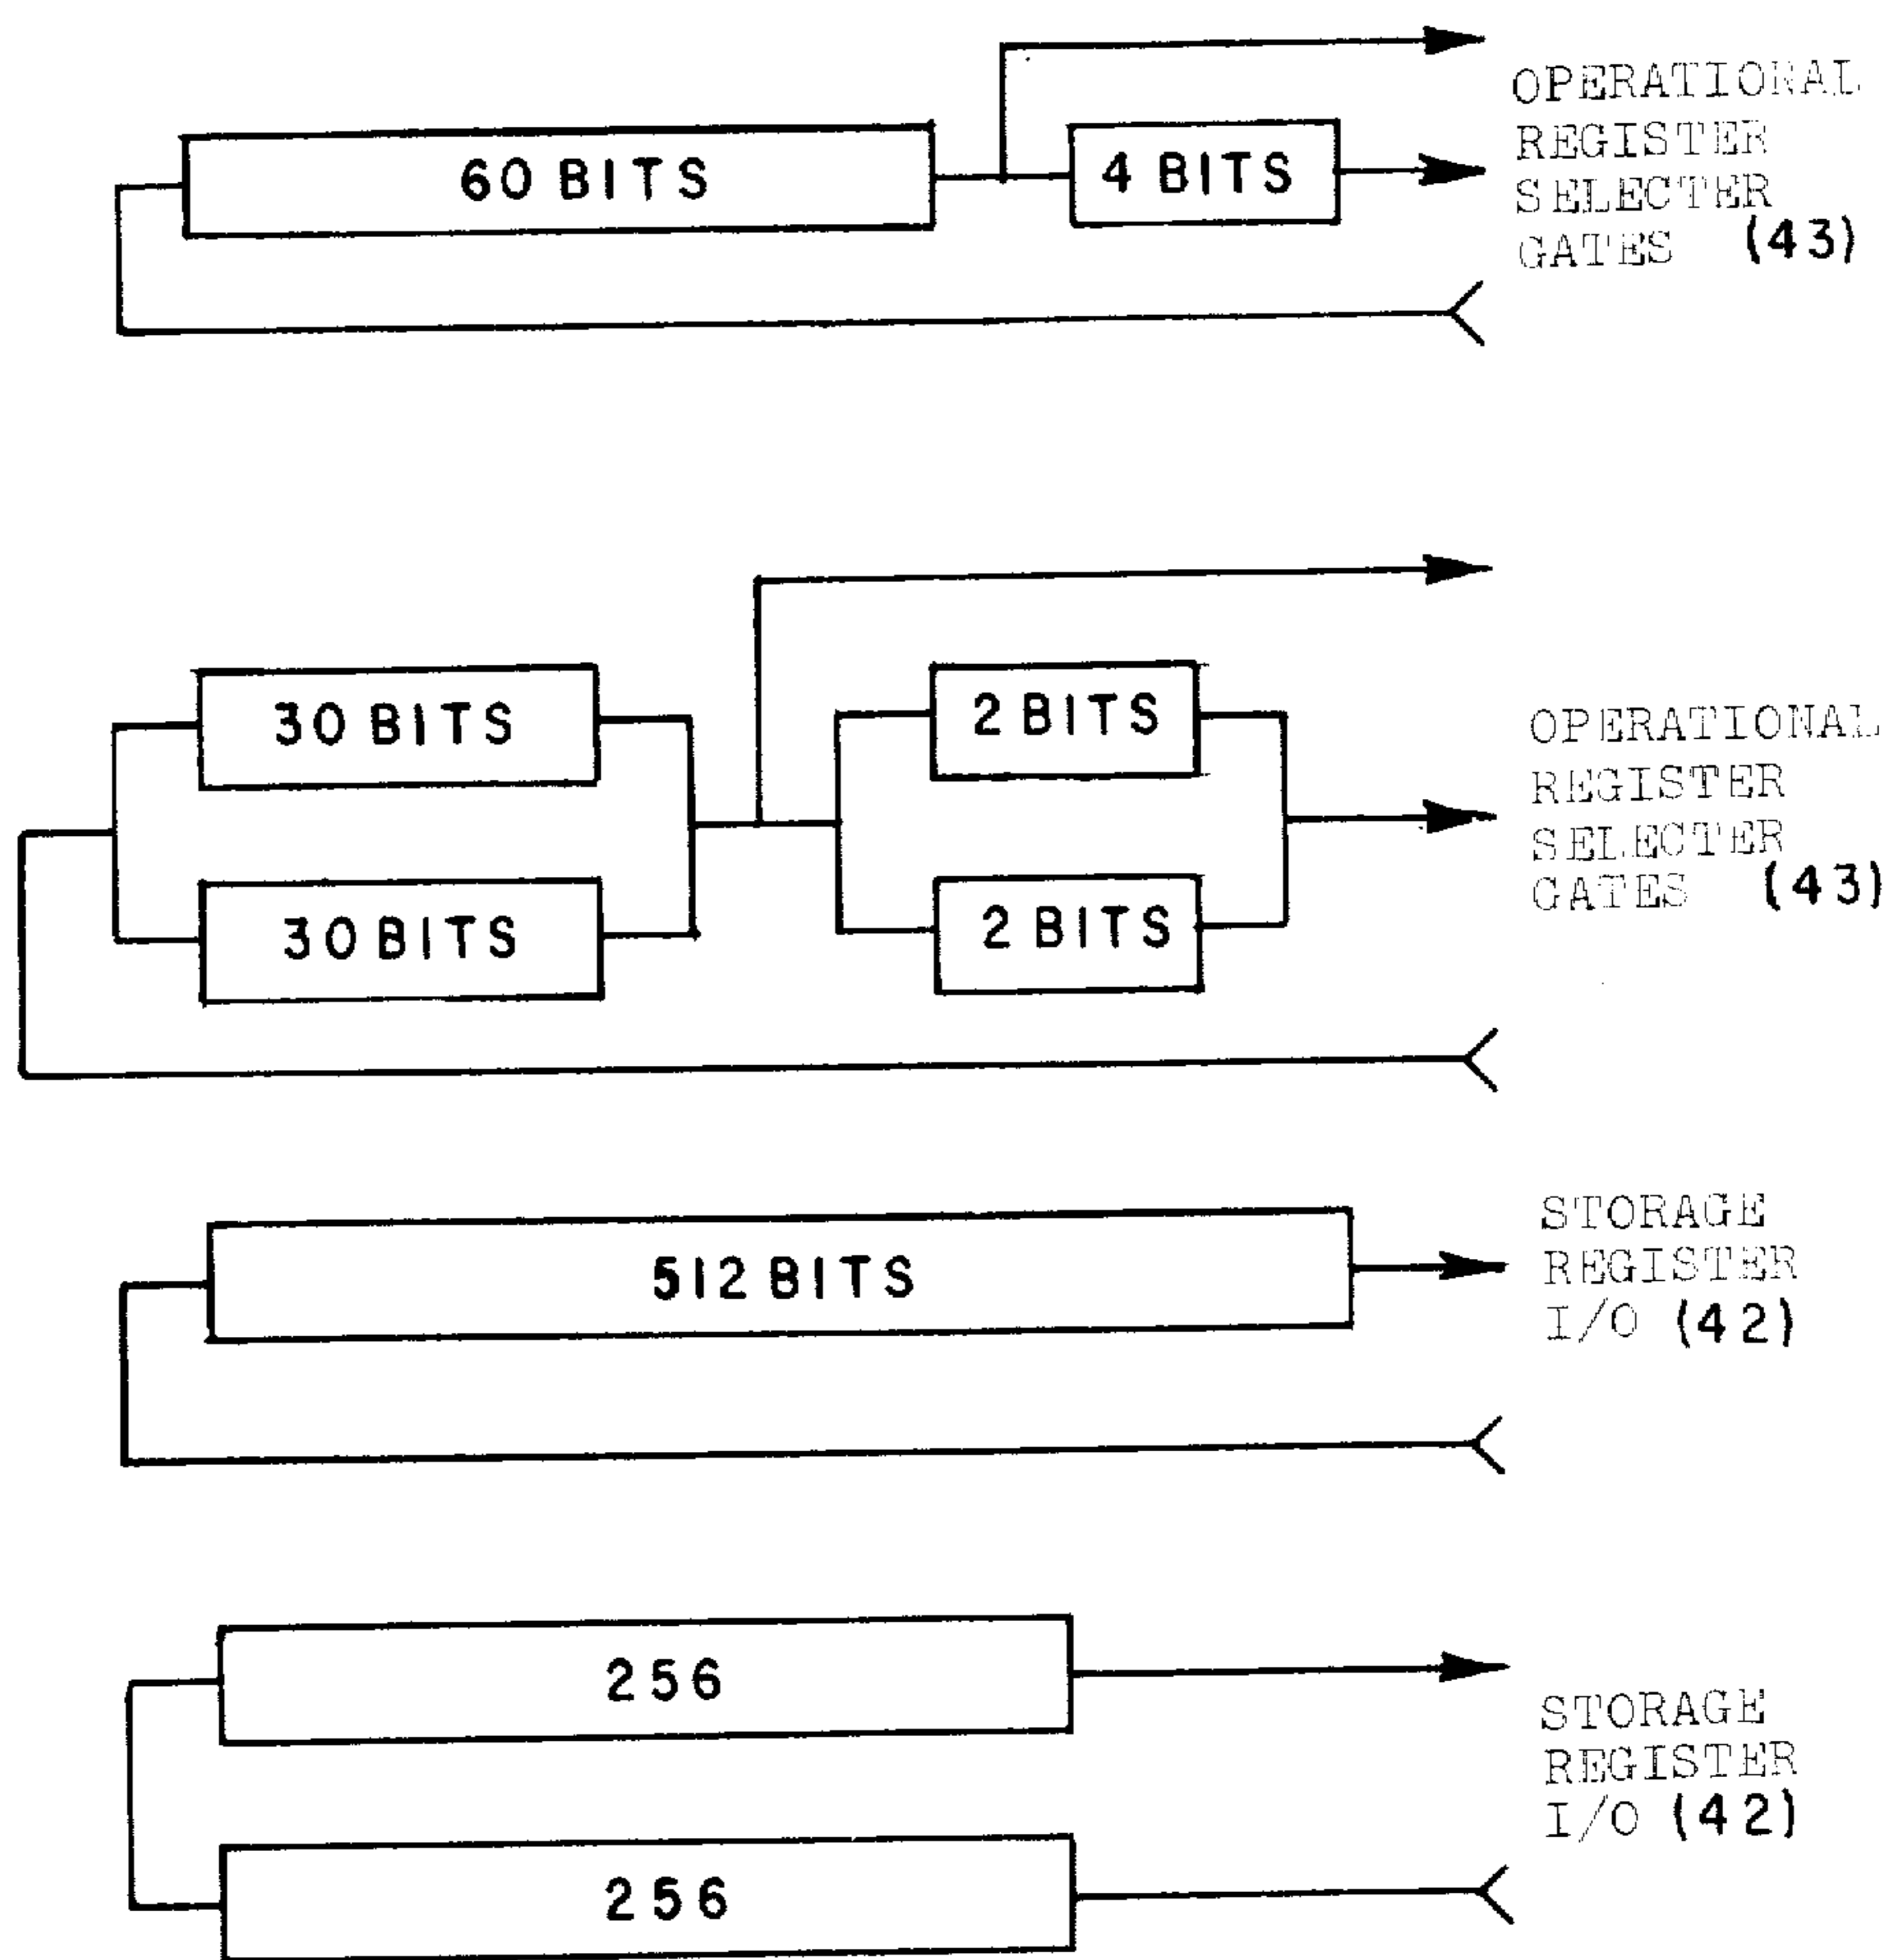 60 BITS
4 BITS
OPERATIONAL
REGISTER
SELECTER
GATES (43)
30 BITS
2 BITS
30 BITS
2 BITS
OPERATIONAL
REGISTER
SELECTER
GATES (43)
512 BITS
STORAGE
REGISTER
I/O (42)
256
256
STORAGE
REGISTER
I/O (42)